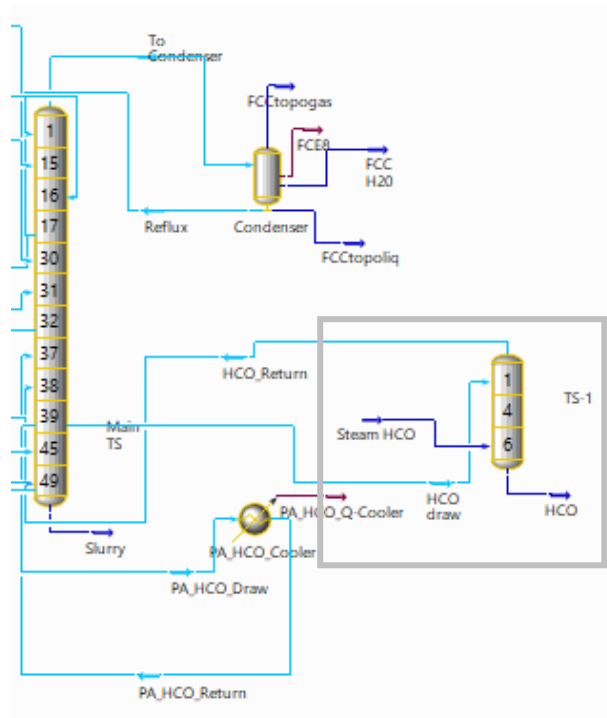 To
Condenser
FCCtopogas
FCE8
FCC
H20
Reflux
Condenser
FCCtopoliq
1
15
16
17
30
31
32
37
38
39
45
49
HCO_Return
Main
TS
1
4
6
TS-1
Steam HCO
HCO
draw
HCO
PA_HCO_Q-Cooler
PA_HCO_Cooler
Slurry
PA_HCO_Draw
PA_HCO_Return